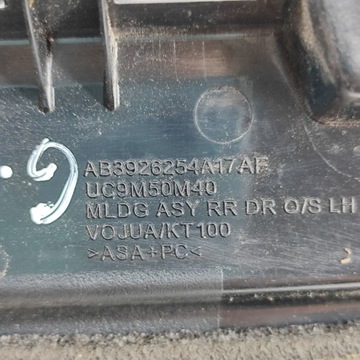 AB3926254A17AF
UC9M50M40
MLDG ASY RR DR O/S LH
VOJUA/KT100
>ASA+PC<